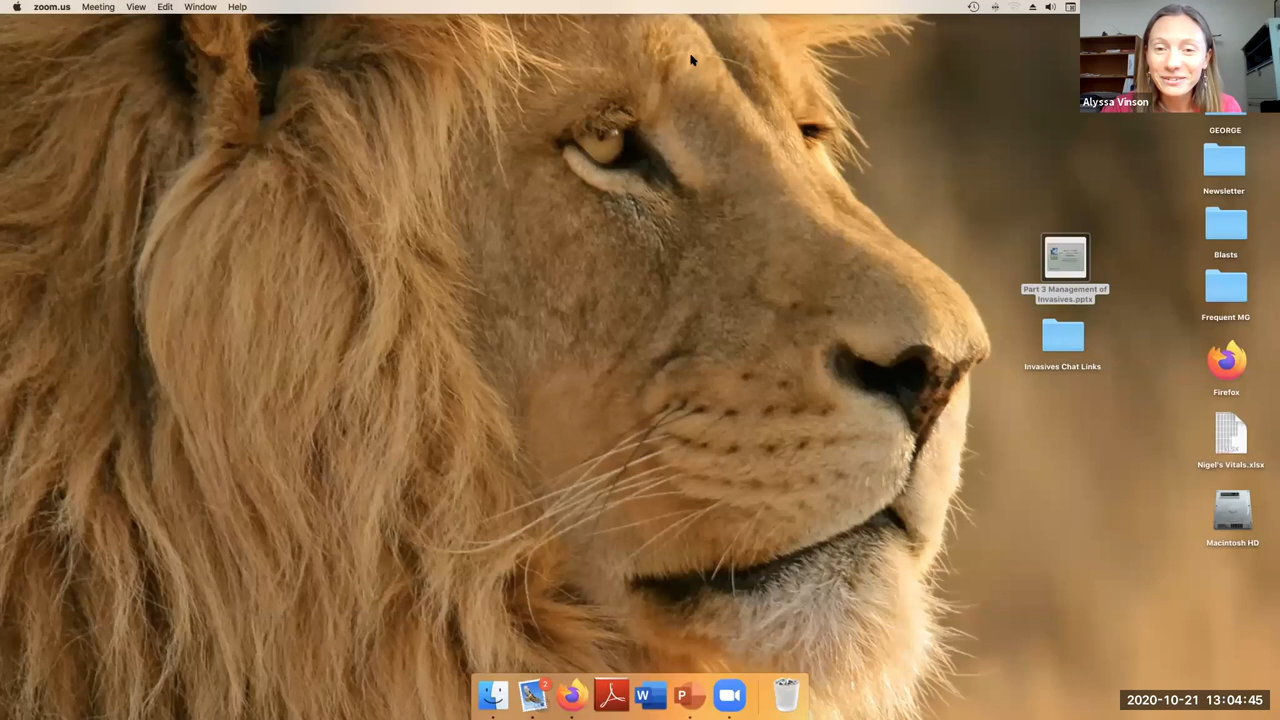 zoom.us Meeting View Edit Window Help
Alyssa Vinson
GEORGE
Newsletter
Blasts
Part 3 Management of
Invasives.pptx
Frequent MG
Invasives Chat Links
Firefox
Nigel's Vitals.xlsx
Macintosh HD
2
W
P
2020-10-21 13:04:45